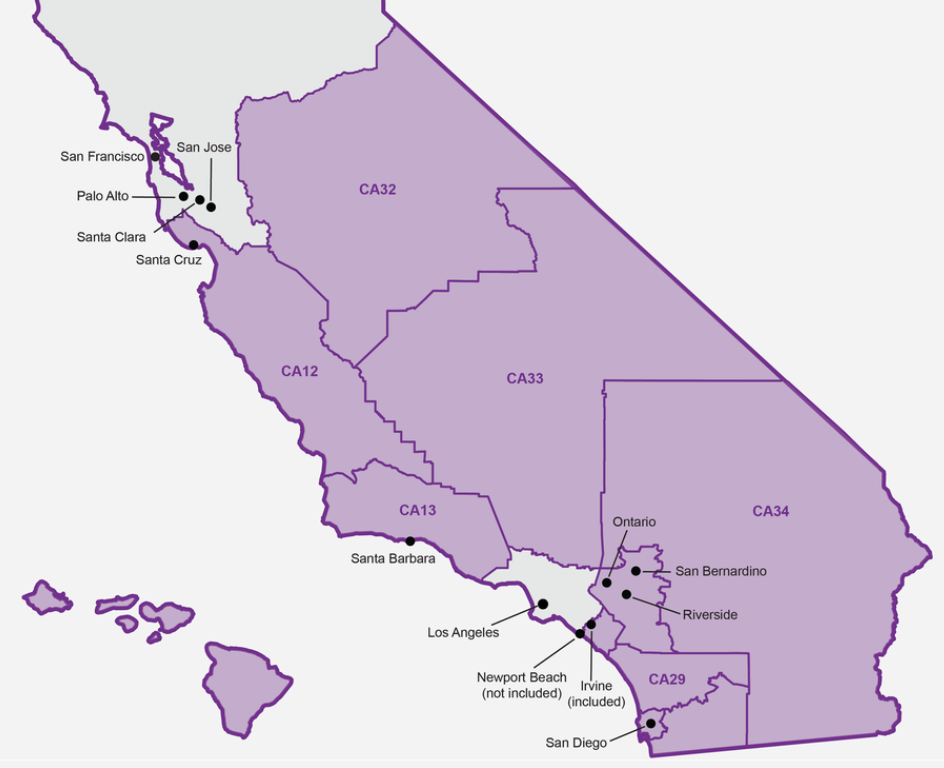 San Jose
San Francisco
CA32
Palo Alto
Santa Clara
Santa Cruz
CA12
CA33
CA13
CA34
Ontario
Santa Barbara
San Bernardino
Riverside
Los Angeles
Newport Beach
(not included)
Irvine
(included)
CA29
San Diego